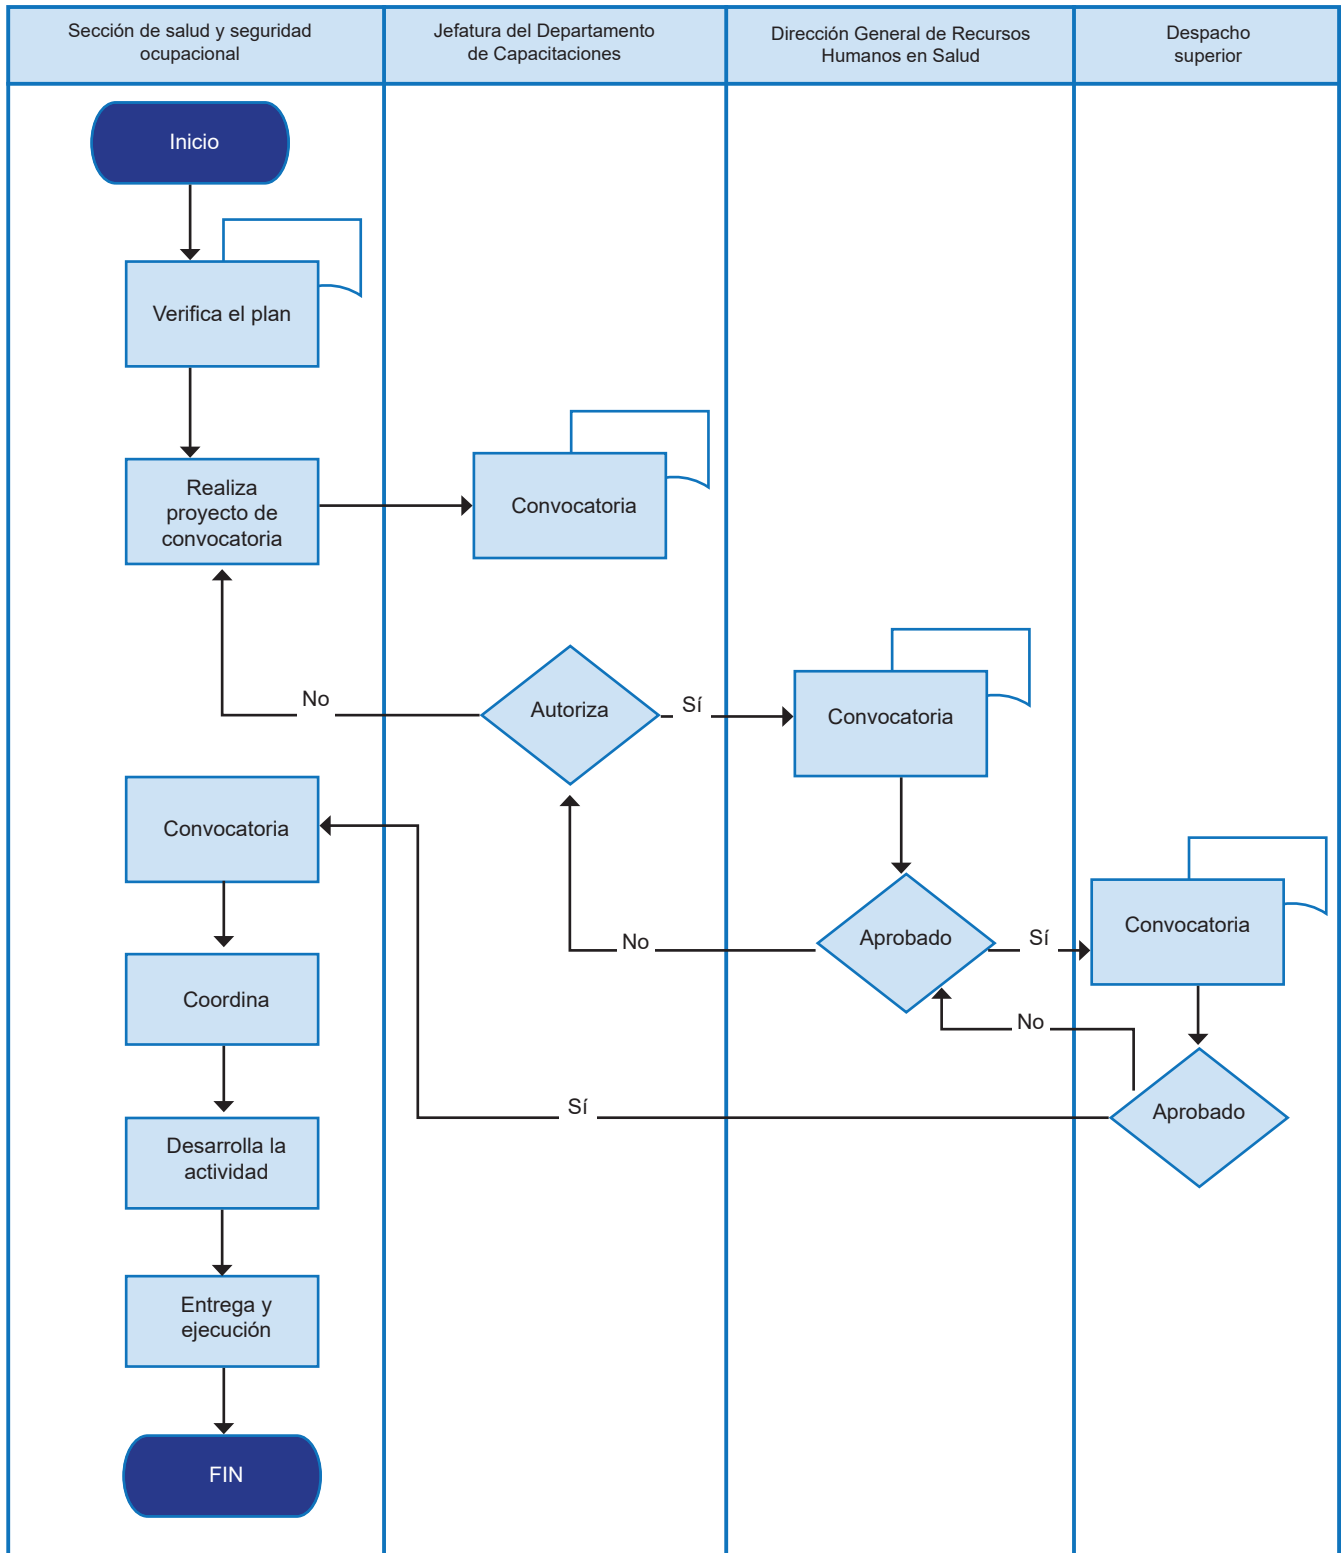 Sección de salud y seguridad
ocupacional
Jefatura del Departamento
de Capacitaciones
Dirección General de Recursos
Humanos en Salud
Despacho
superior
Inicio
Verifica el plan
Realiza
proyecto de
convocatoria
Convocatoria
No
Autoriza
Sí
Convocatoria
Convocatoria
No
Aprobado
Sí
Convocatoria
Coordina
No
Sí
Aprobado
Desarrolla la
actividad
Entrega y
ejecución
FIN